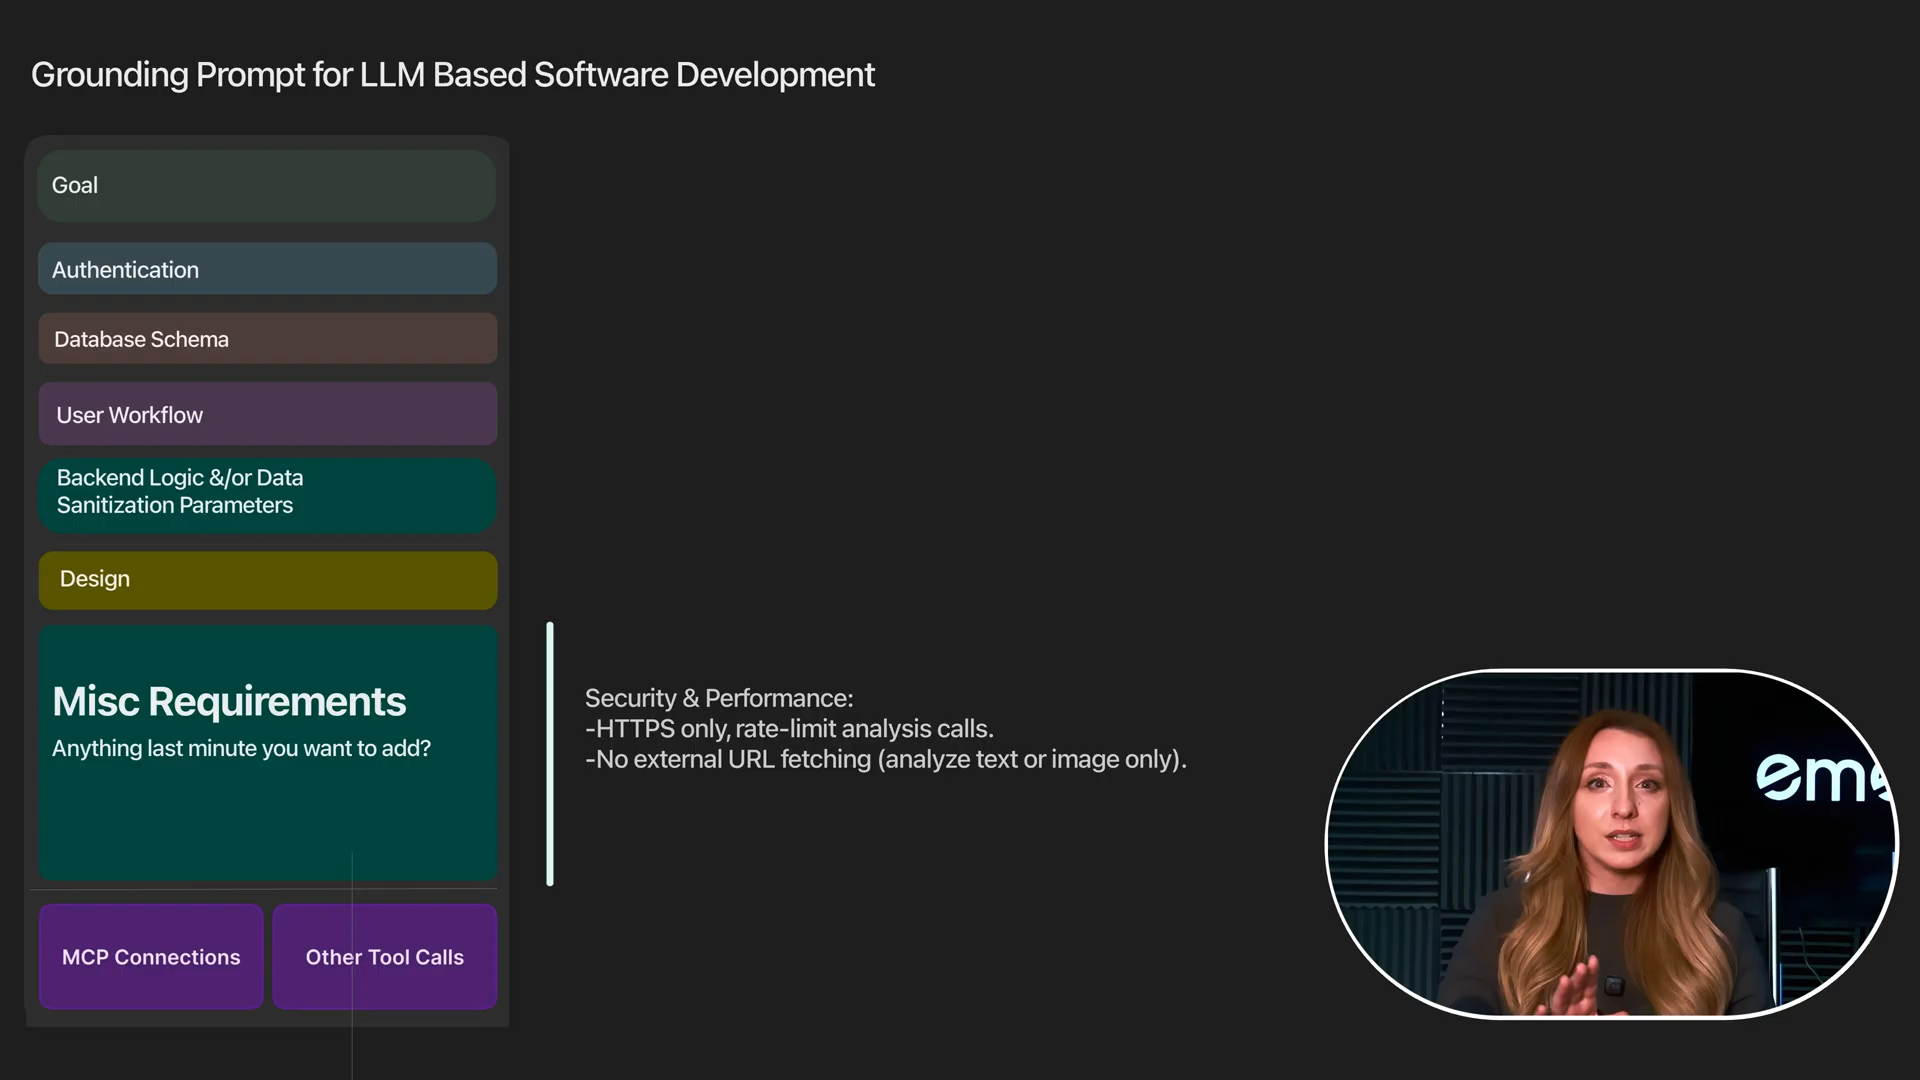 Grounding Prompt for LLM Based Software Development
Goal
Authentication
Database Schema
User Workflow
Backend Logic &/or Data
Sanitization Parameters
Design
Misc Requirements
Anything last minute you want to add?
Security & Performance:
-HTTPS only, rate-limit analysis calls.
-No external URL fetching (analyze text or image only).
MCP Connections
Other Tool Calls